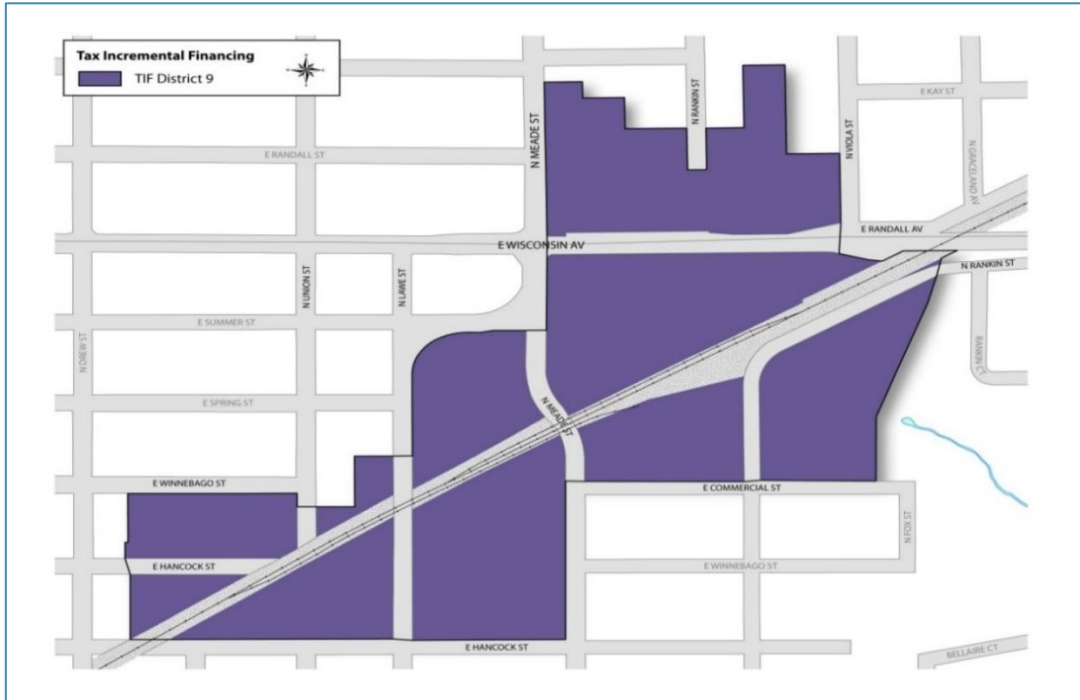 Tax Incremental Financing
TIF District 9
N RANKIN ST
E KAY ST
N MEADE ST
N VIOLA ST
E RANDALL ST
N GRACELAND AV
E RANDALL AV
E WISCONSIN AV
N RANKIN ST
N UNION ST
N LAWE ST
E SUMMER ST
N DREW ST
RANKIN CT
E SPRING ST
N MEADE ST
E WINNEBAGO ST
E COMMERCIAL ST
N FOX ST
E HANCOCK ST
E WINNEBAGO ST
E HANCOCK ST
BELLAIRE CT